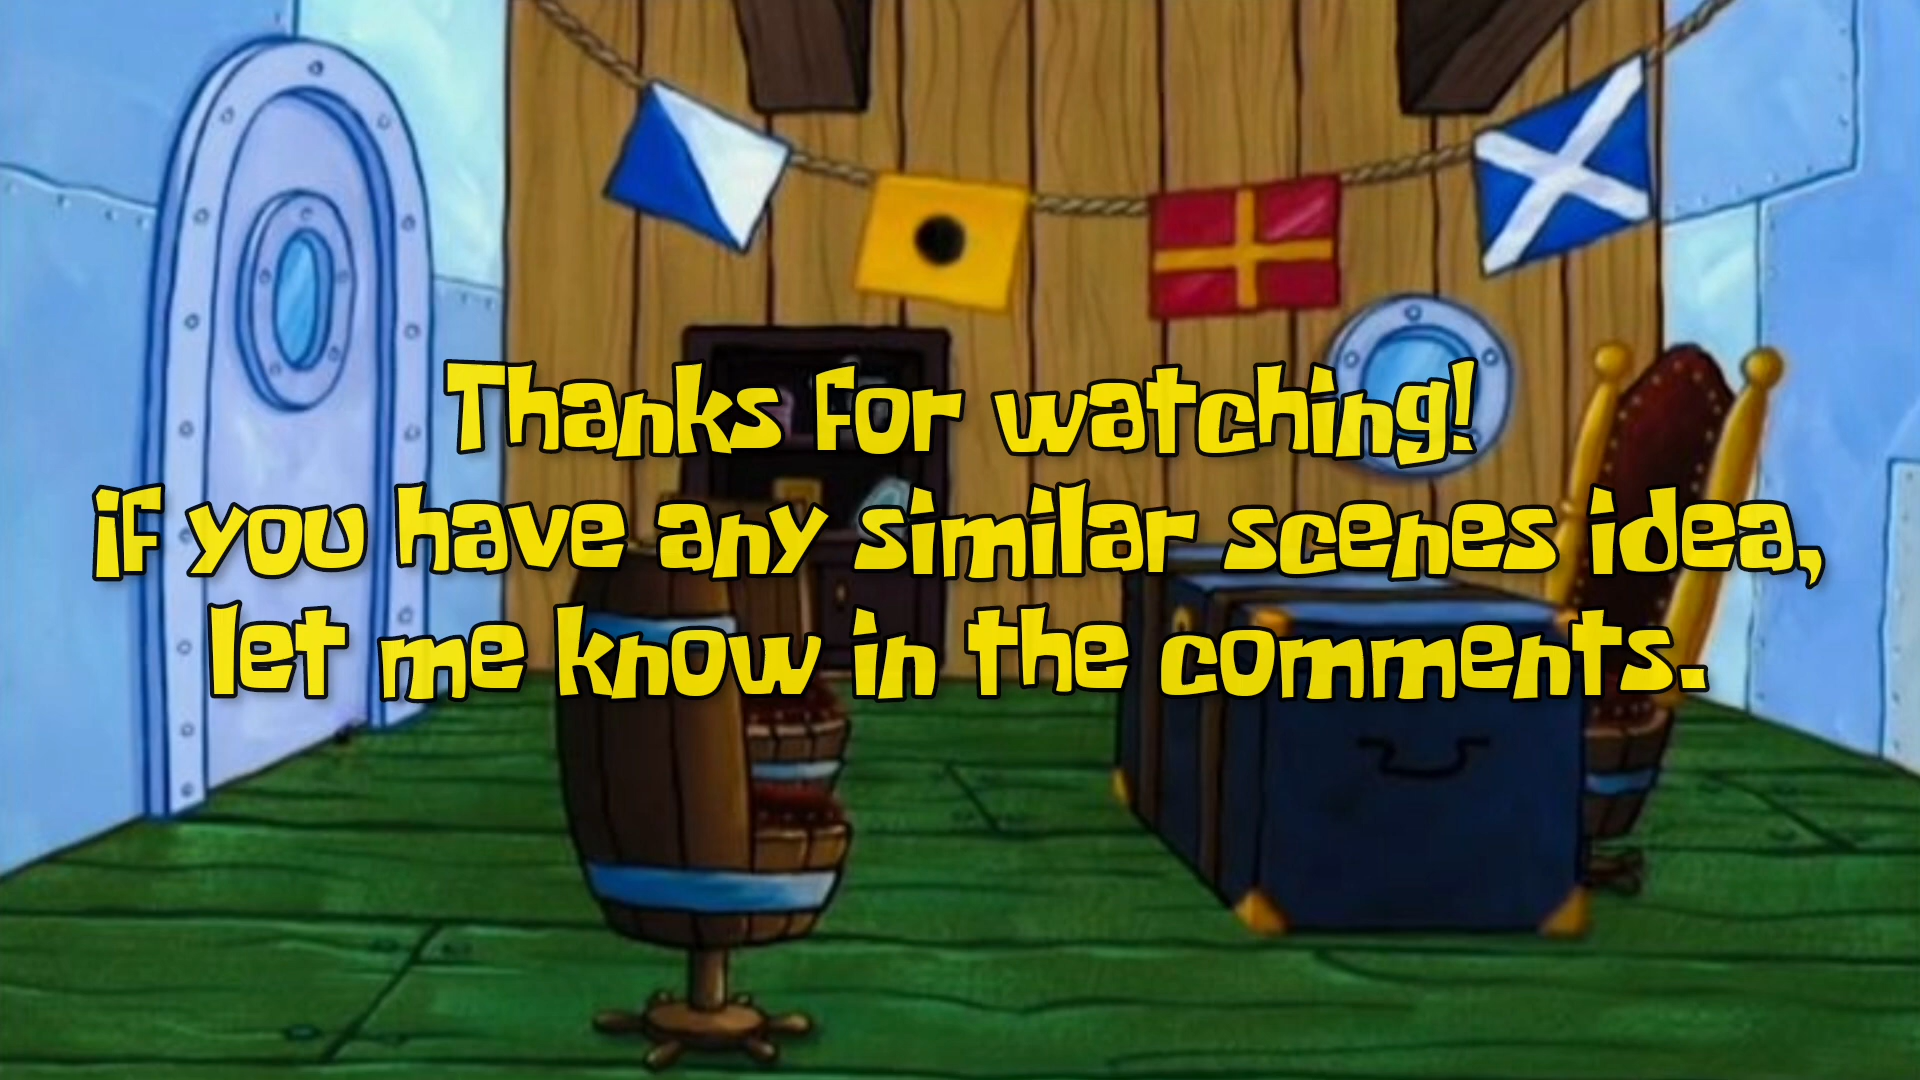 Thanks for watching!
if you have any similar scenes idea,
let me know in the comments.